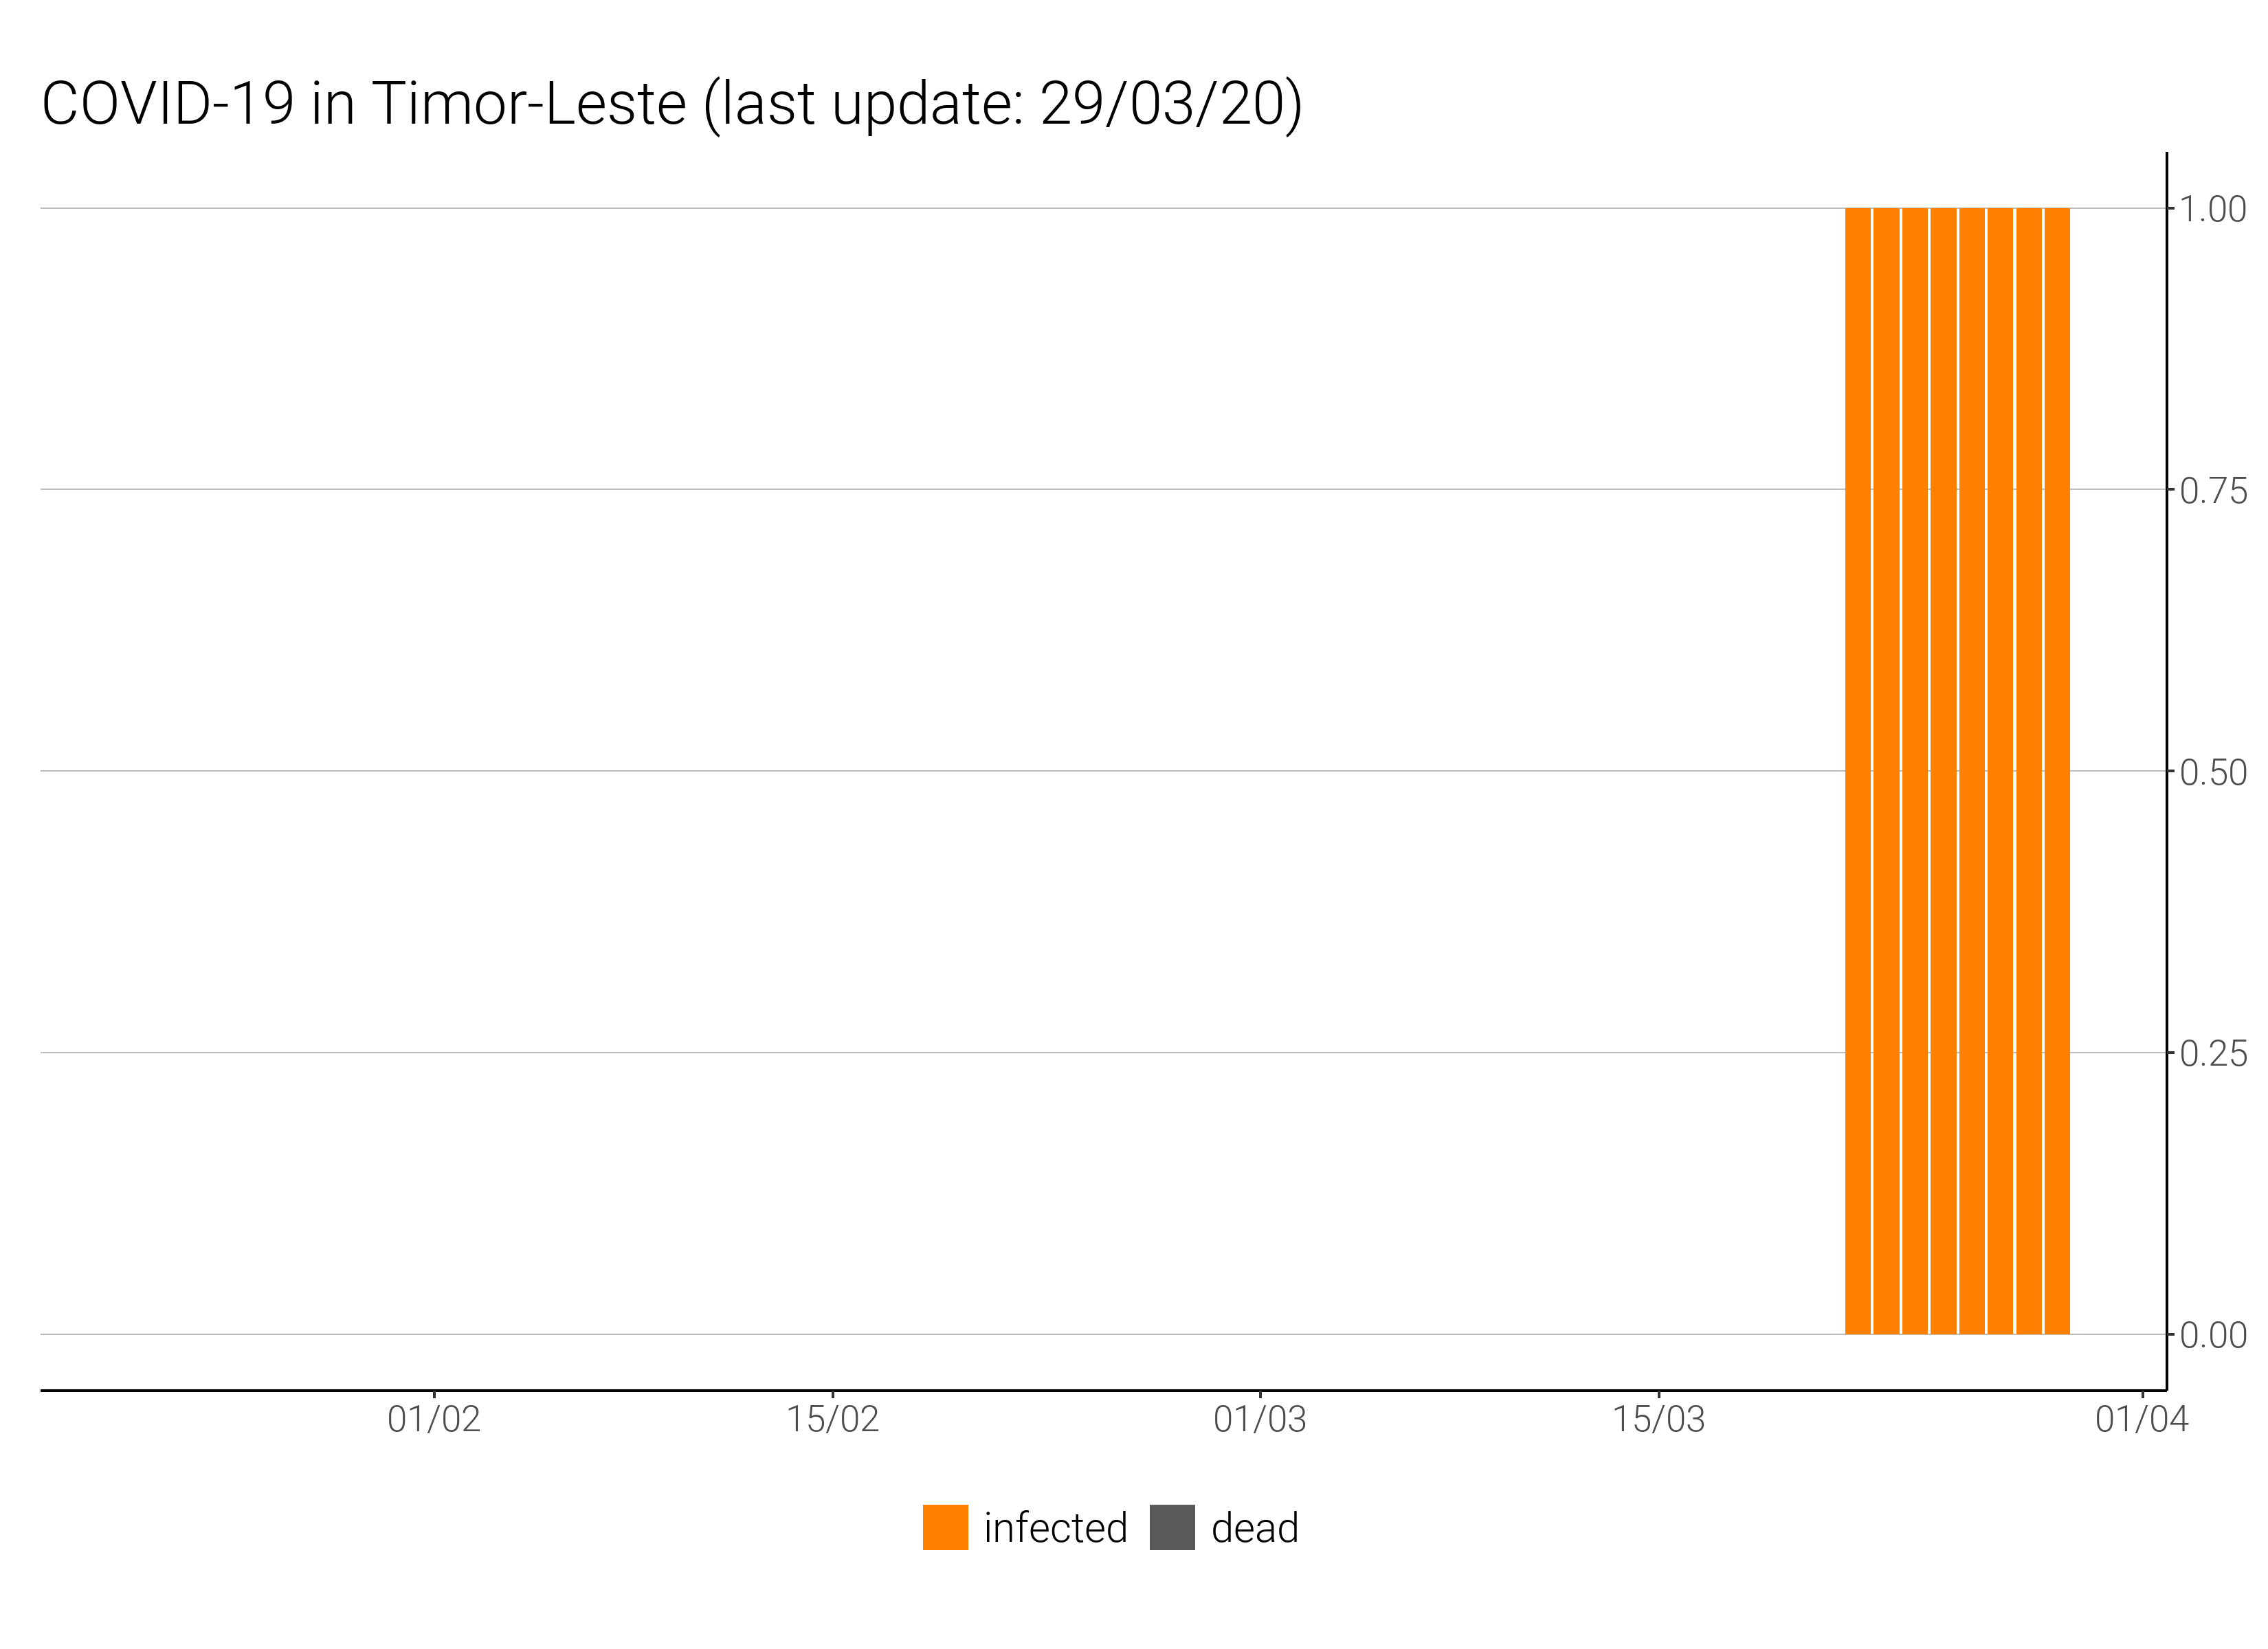 COVID-19 in Timor-Leste (last update: 29/03/20)
1.00
0.75
0.50
0.25
0.00
01/02 15/02 01/03 15/03 01/04
infected dead